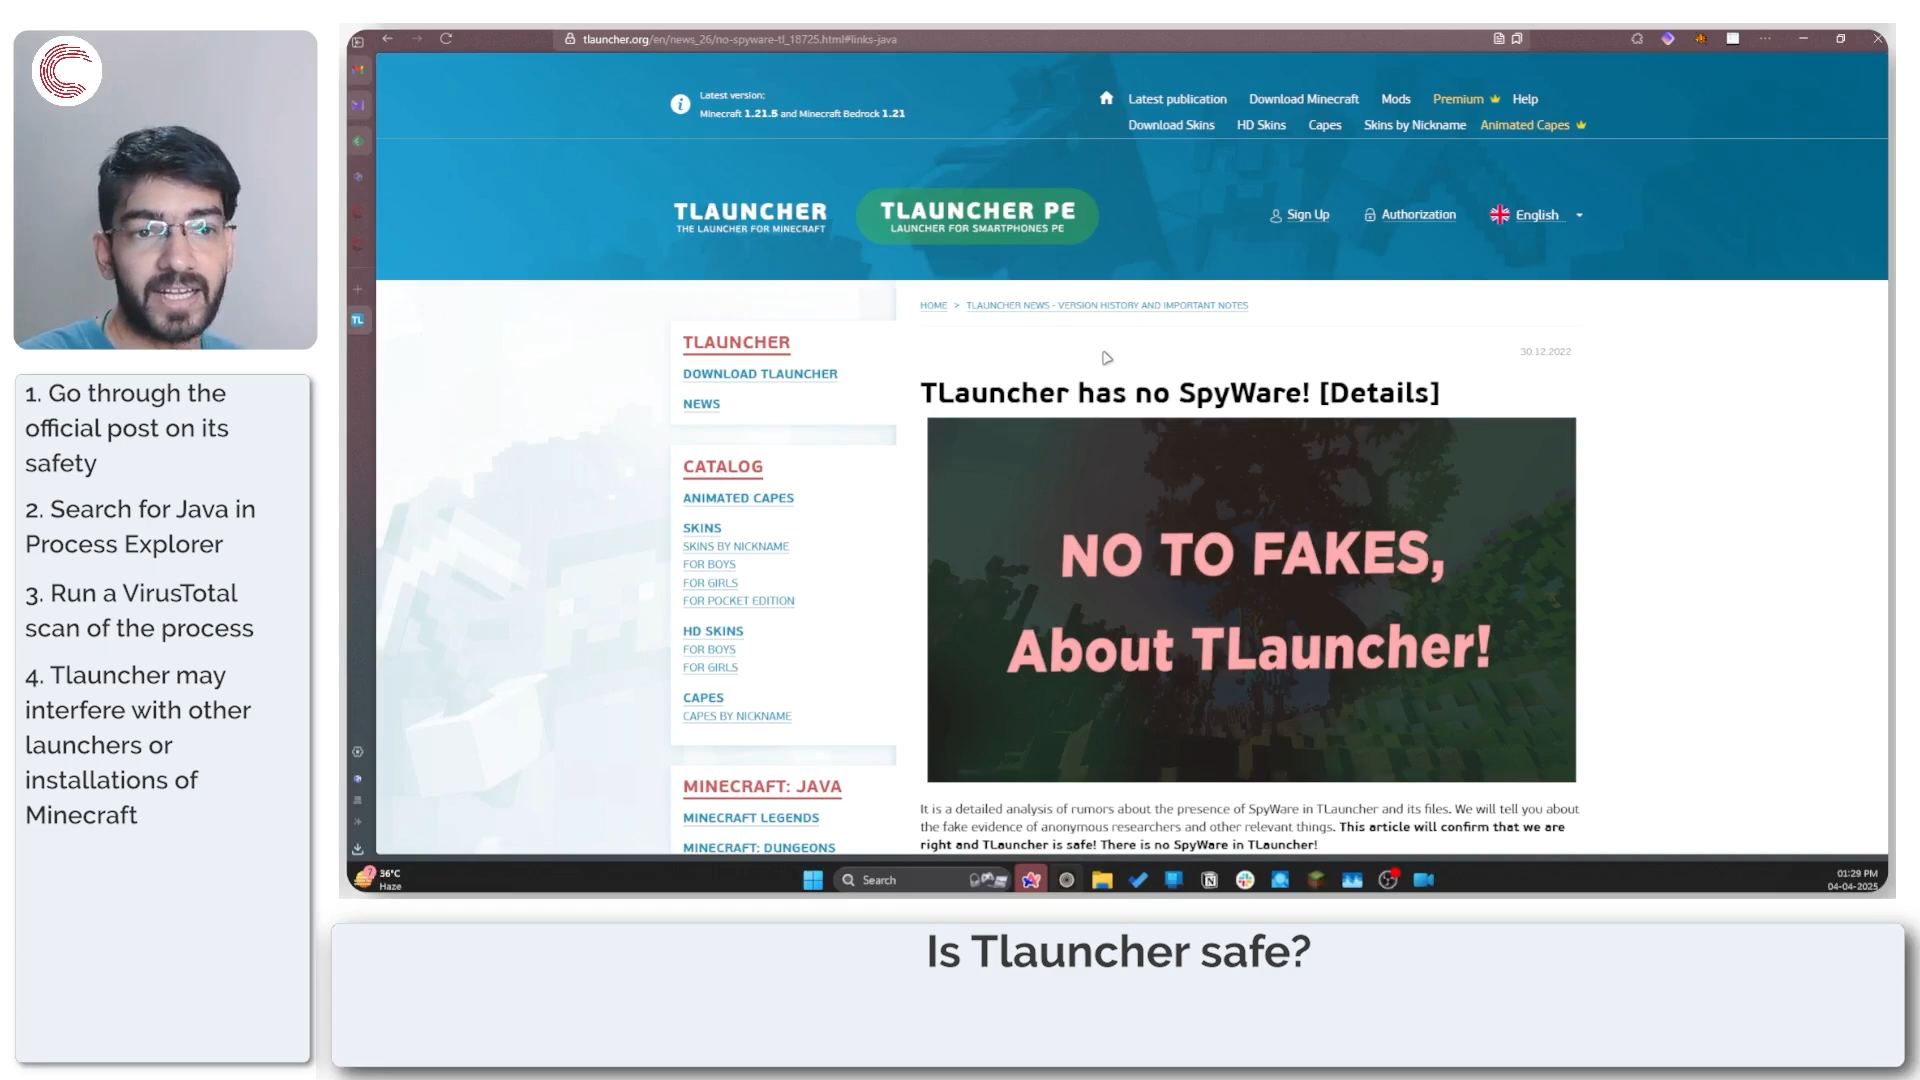 tlauncher.org/en/news_26/no-spyware-tl_18725.html#links-java
Latest version:
Minecraft 1.21.5 and Minecraft Bedrock 1.21
Latest publication Download Minecraft Mods Premium Help
Download Skins HD Skins Capes Skins by Nickname Animated Capes
TLAUNCHER
THE LAUNCHER FOR MINECRAFT
TLAUNCHER PE
LAUNCHER FOR SMARTPHONES PE
Sign Up Authorization English
TL
HOME > TLAUNCHER NEWS - VERSION HISTORY AND IMPORTANT NOTES
30.12.2022
TLAUNCHER
DOWNLOAD TLAUNCHER
NEWS
CATALOG
ANIMATED CAPES
SKINS
SKINS BY NICKNAME
FOR BOYS
FOR GIRLS
FOR POCKET EDITION
HD SKINS
FOR BOYS
FOR GIRLS
CAPES
CAPES BY NICKNAME
MINECRAFT: JAVA
MINECRAFT LEGENDS
MINECRAFT: DUNGEONS
TLauncher has no SpyWare! [Details]
NO TO FAKES,
About TLauncher!
It is a detailed analysis of rumors about the presence of SpyWare in TLauncher and its files. We will tell you about
the fake evidence of anonymous researchers and other relevant things. This article will confirm that we are
right and TLauncher is safe! There is no SpyWare in TLauncher!
36°C
Haze
Search
01:29 PM
04-04-2025
1. Go through the
official post on its
safety
2. Search for Java in
Process Explorer
3. Run a VirusTotal
scan of the process
4. Tlauncher may
interfere with other
launchers or
installations of
Minecraft
Is Tlauncher safe?